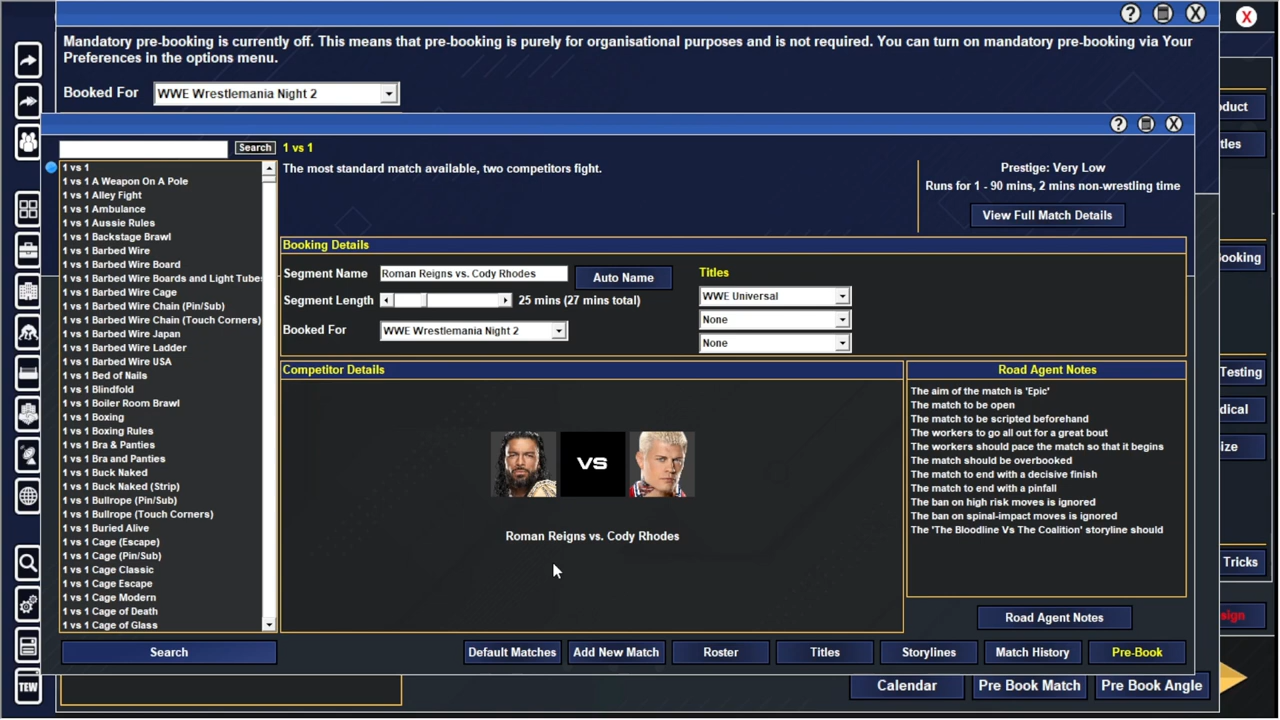 ? X
X
Mandatory pre-booking is currently off. This means that pre-booking is purely for organisational purposes and is not required. You can turn on mandatory pre-booking via Your
Preferences in the options menu.
Booked For WWE Wrestlemania Night 2
duct
tles
ooking
Testing
dical
ize
Tricks
sign
? X
Search
1 vs 1
1 vs 1 A Weapon On A Pole
1 vs 1 Alley Fight
1 vs 1 Ambulance
1 vs 1 Aussie Rules
1 vs 1 Backstage Brawl
1 vs 1 Barbed Wire
1 vs 1 Barbed Wire Board
1 vs 1 Barbed Wire Boards and Light Tube
1 vs 1 Barbed Wire Cage
1 vs 1 Barbed Wire Chain (Pin/Sub)
1 vs 1 Barbed Wire Chain (Touch Corners)
1 vs 1 Barbed Wire Japan
1 vs 1 Barbed Wire Ladder
1 vs 1 Barbed Wire USA
1 vs 1 Bed of Nails
1 vs 1 Blindfold
1 vs 1 Boiler Room Brawl
1 vs 1 Boxing
1 vs 1 Boxing Rules
1 vs 1 Bra & Panties
1 vs 1 Bra and Panties
1 vs 1 Buck Naked
1 vs 1 Buck Naked (Strip)
1 vs 1 Bullrope (Pin/Sub)
1 vs 1 Bullrope (Touch Corners)
1 vs 1 Buried Alive
1 vs 1 Cage (Escape)
1 vs 1 Cage (Pin/Sub)
1 vs 1 Cage Classic
1 vs 1 Cage Escape
1 vs 1 Cage Modern
1 vs 1 Cage of Death
1 vs 1 Cage of Glass
Search
1 vs 1
The most standard match available, two competitors fight.
Prestige: Very Low
Runs for 1 - 90 mins, 2 mins non-wrestling time
View Full Match Details
Booking Details
Segment Name Roman Reigns vs. Cody Rhodes Auto Name
Segment Length 25 mins (27 mins total)
Booked For WWE Wrestlemania Night 2
Titles
WWE Universal
None
None
Competitor Details
VS
Roman Reigns vs. Cody Rhodes
Road Agent Notes
The aim of the match is 'Epic'
The match to be open
The match to be scripted beforehand
The workers to go all out for a great bout
The workers should pace the match so that it begins
The match should be overbooked
The match to end with a decisive finish
The match to end with a pinfall
The ban on high risk moves is ignored
The ban on spinal-impact moves is ignored
The 'The Bloodline Vs The Coalition' storyline should
Road Agent Notes
Default Matches Add New Match Roster Titles Storylines Match History Pre-Book
TEW
Calendar Pre Book Match Pre Book Angle